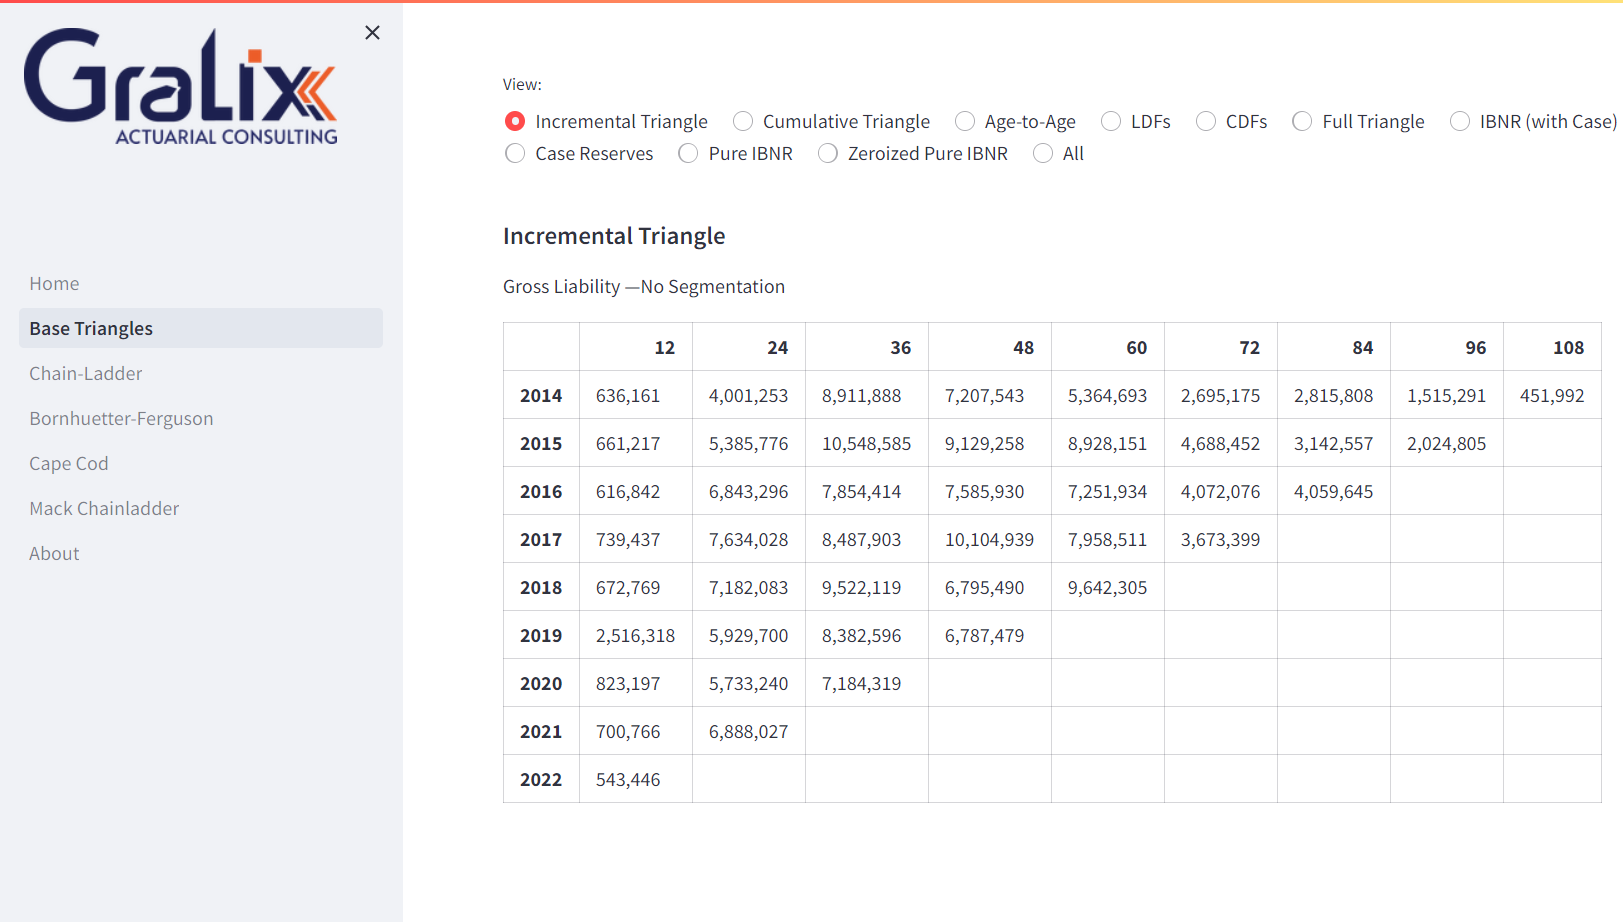 Gralix
ACTUARIAL CONSULTING
Home
Base Triangles
Chain-Ladder
Bornhuetter-Ferguson
Cape Cod
Mack Chainladder
About
View:
Incremental Triangle Cumulative Triangle Age-to-Age LDFs CDFs Full Triangle IBNR (with Case)
Case Reserves Pure IBNR Zeroized Pure IBNR All
Incremental Triangle
Gross Liability —No Segmentation
12 24 36 48 60 72 84 96 108
2014 636,161 4,001,253 8,911,888 7,207,543 5,364,693 2,695,175 2,815,808 1,515,291 451,992
2015 661,217 5,385,776 10,548,585 9,129,258 8,928,151 4,688,452 3,142,557 2,024,805
2016 616,842 6,843,296 7,854,414 7,585,930 7,251,934 4,072,076 4,059,645
2017 739,437 7,634,028 8,487,903 10,104,939 7,958,511 3,673,399
2018 672,769 7,182,083 9,522,119 6,795,490 9,642,305
2019 2,516,318 5,929,700 8,382,596 6,787,479
2020 823,197 5,733,240 7,184,319
2021 700,766 6,888,027
2022 543,446